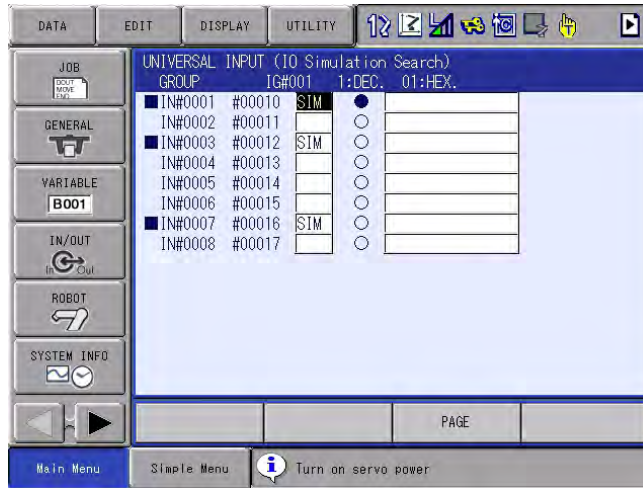 DATA EDIT DISPLAY UTILITY
JOB
DOUT
MOVE
END
GENERAL
VARIABLE
B001
IN/OUT
In Out
ROBOT
SYSTEM INFO
UNIVERSAL INPUT (IO Simulation Search)
GROUP IG#001 1:DEC. 01:HEX.
IN#0001 #00010 SIM
IN#0002 #00011
IN#0003 #00012 SIM
IN#0004 #00013
IN#0005 #00014
IN#0006 #00015
IN#0007 #00016 SIM
IN#0008 #00017
PAGE
Main Menu Simple Menu Turn on servo power